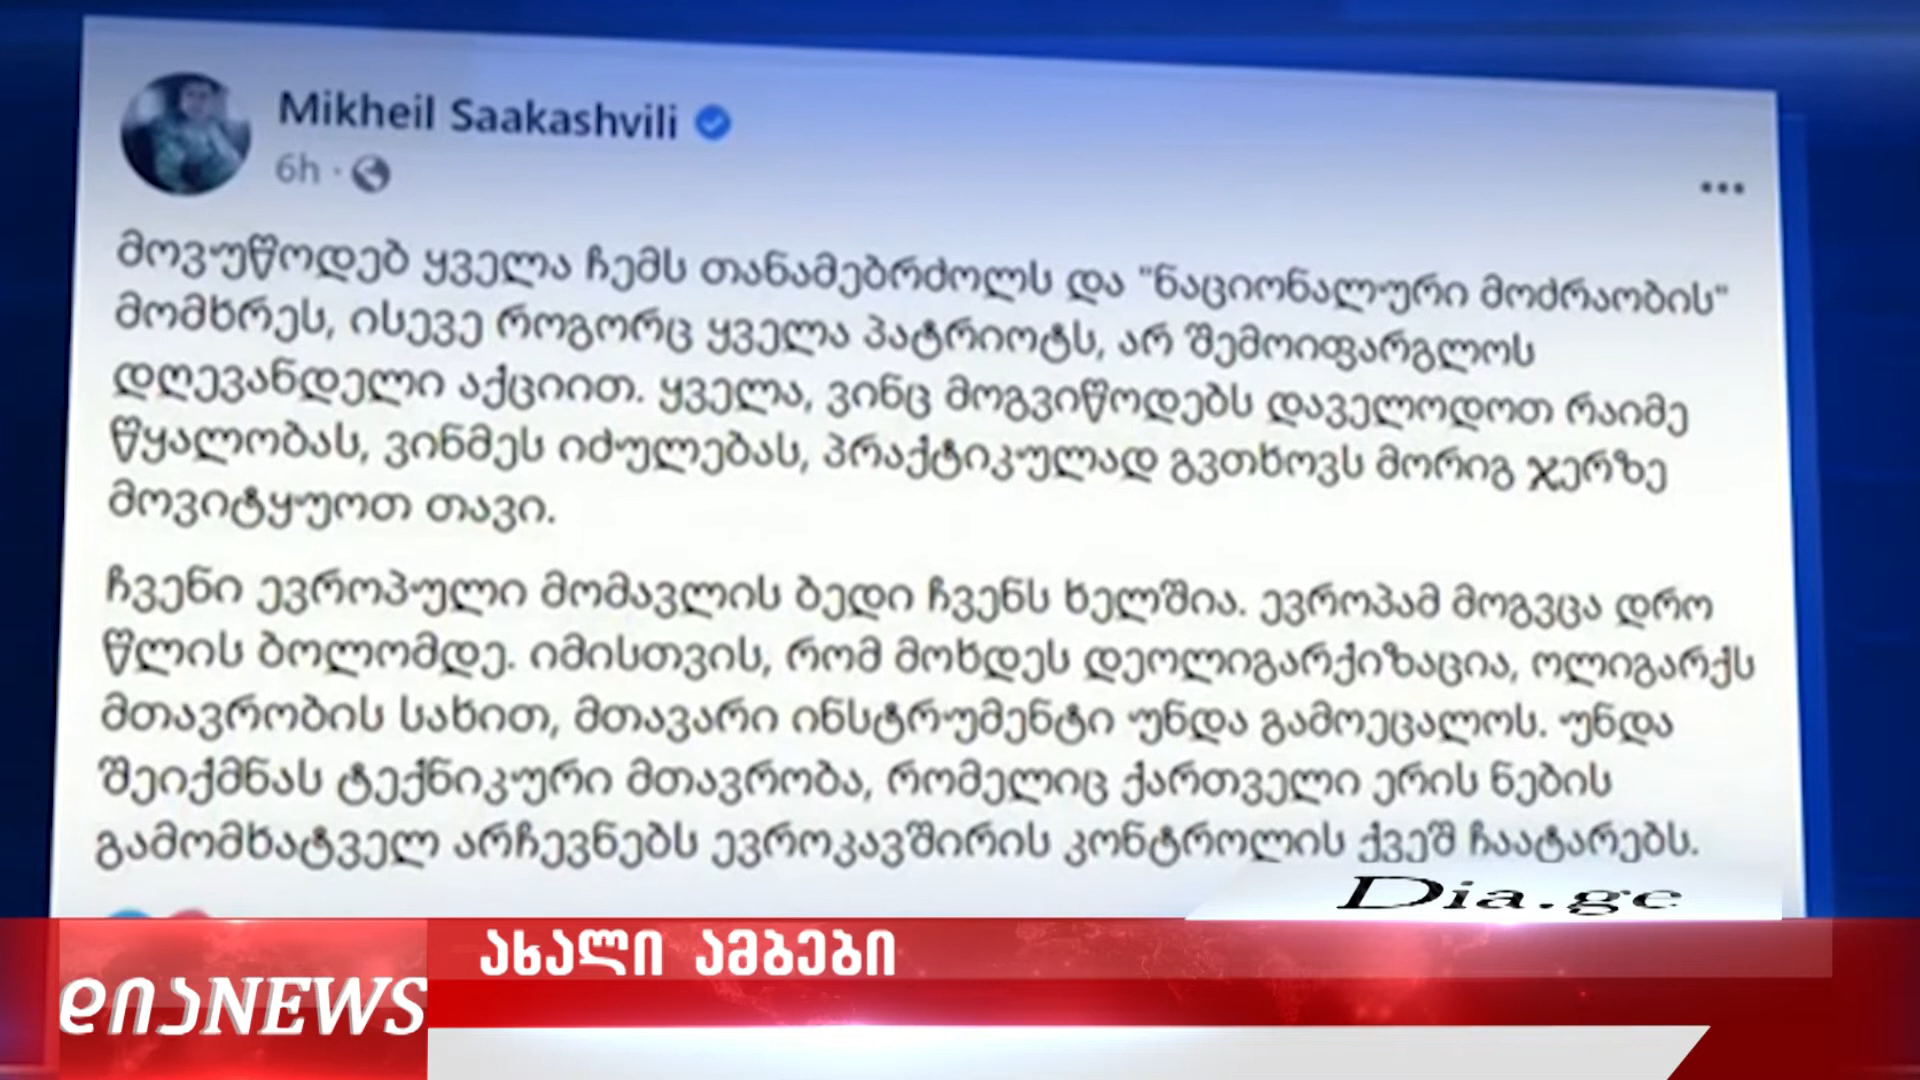 Mikheil Saakashvili
6h ·
მოვუწოდებ ყველა ჩემს თანამებრძოლს და "ნაციონალური მოძრაობის"
მომხრეს, ისევე როგორც ყველა პატრიოტს, არ შემოიფარგლოს
დღევანდელი აქციით. ყველა, ვინც მოგვიწოდებს დაველოდოთ რაიმე
წყალობას, ვინმეს იძულებას, პრაქტიკულად გვთხოვს მორიგ ჯერზე
მოვიტყუოთ თავი.
ჩვენი ევროპული მომავლის ბედი ჩვენს ხელშია. ევროპამ მოგვცა დრო
წლის ბოლომდე. იმისთვის, რომ მოხდეს დეოლიგარქიზაცია, ოლიგარქს
მთავრობის სახით, მთავარი ინსტრუმენტი უნდა გამოეცალოს. უნდა
შეიქმნას ტექნიკური მთავრობა, რომელიც ქართველი ერის ნების
გამომხატველ არჩევნებს ევროკავშირის კონტროლის ქვეშ ჩაატარებს.
Dia.ge
ახალი ამბები
დიაNEWS